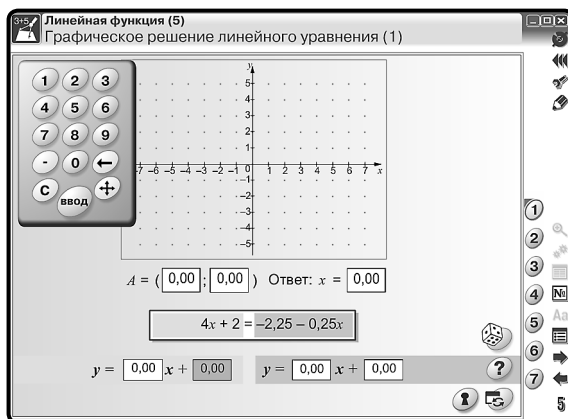 3+5
Линейная функция (5)
Графическое решение линейного уравнения (1)
1 2 3
4 5 6
7 8 9
- 0
C ввод
y
5
4
3
2
1
-7 -6 -5 -4 -3 -2 -1 0 1 2 3 4 5 6 7 x
-1
-2
-3
-4
-5
A = ( 0,00 ; 0,00 ) Ответ: x = 0,00
4x + 2 = –2,25 – 0,25x
y = 0,00 x + 0,00 y = 0,00 x + 0,00
?
1
2
3
4 №
5 Aa
6
7
5